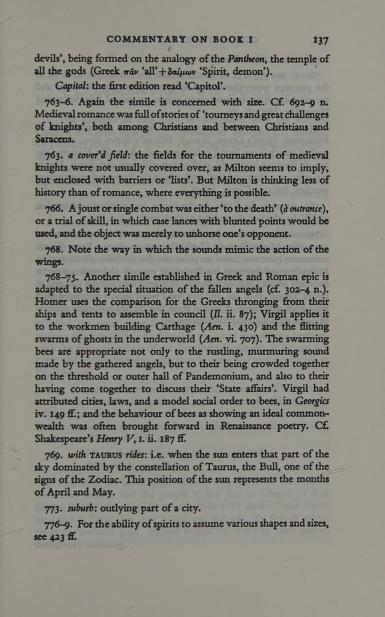 COMMENTARY ON BOOK I 137
devils', being formed on the analogy of the Pantheon, the temple of
all the gods (Greek πᾶν 'all' + δαίμων 'Spirit, demon').
Capital: the first edition read 'Capitol'.
763-6. Again the simile is concerned with size. Cf. 692-9 n.
Medieval romance was full of stories of 'tourneys and great challenges
of knights', both among Christians and between Christians and
Saracens.
763. a cover'd field: the fields for the tournaments of medieval
knights were not usually covered over, as Milton seems to imply,
but enclosed with barriers or 'lists'. But Milton is thinking less of
history than of romance, where everything is possible.
766. A joust or single combat was either 'to the death' (à outrance),
or a trial of skill, in which case lances with blunted points would be
used, and the object was merely to unhorse one's opponent.
768. Note the way in which the sounds mimic the action of the
wings.
768-75. Another simile established in Greek and Roman epic is
adapted to the special situation of the fallen angels (cf. 302-4 n.).
Homer uses the comparison for the Greeks thronging from their
ships and tents to assemble in council (Il. ii. 87); Virgil applies it
to the workmen building Carthage (Aen. i. 430) and the flitting
swarms of ghosts in the underworld (Aen. vi. 707). The swarming
bees are appropriate not only to the rustling, murmuring sound
made by the gathered angels, but to their being crowded together
on the threshold or outer hall of Pandemonium, and also to their
having come together to discuss their 'State affairs'. Virgil had
attributed cities, laws, and a model social order to bees, in Georgics
iv. 149 ff.; and the behaviour of bees as showing an ideal common-
wealth was often brought forward in Renaissance poetry. Cf.
Shakespeare's Henry V, I. ii. 187 ff.
769. with TAURUS rides: i.e. when the sun enters that part of the
sky dominated by the constellation of Taurus, the Bull, one of the
signs of the Zodiac. This position of the sun represents the months
of April and May.
773. suburb: outlying part of a city.
776-9. For the ability of spirits to assume various shapes and sizes,
see 423 ff.